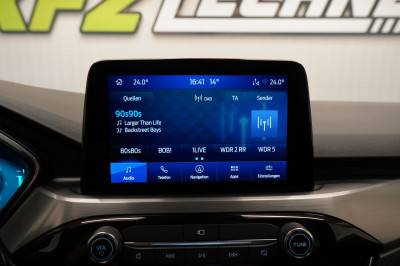 KFZ TECHNIK
24.0° 16:41 14° 24.0°
Quellen DAB TA Sender
90s90s
Larger Than Life
Backstreet Boys
80s80s BOB! 1LIVE WDR 2 RR WDR 5
Audio Telefon Navigation Apps Einstellungen
VOL TUNE